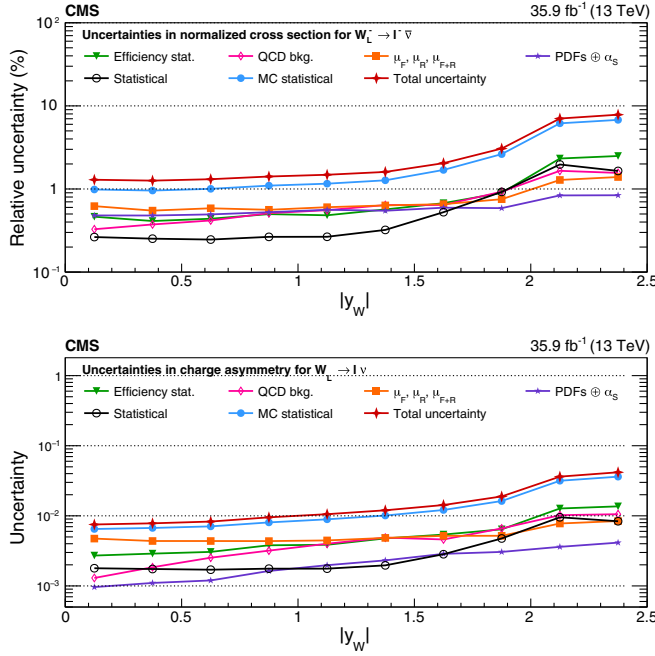 CMS 35.9 fb⁻¹ (13 TeV)
Uncertainties in normalized cross section for W⁻_L → l⁻ ν̅
Efficiency stat. QCD bkg. μ_F, μ_R, μ_F+R PDFs ⊕ α_S
Statistical MC statistical Total uncertainty
Relative uncertainty (%)
10²
10
1
10⁻¹
0 0.5 1 1.5 2 2.5
|y_W|
CMS 35.9 fb⁻¹ (13 TeV)
Uncertainties in charge asymmetry for W_L → l ν
Efficiency stat. QCD bkg. μ_F, μ_R, μ_F+R PDFs ⊕ α_S
Statistical MC statistical Total uncertainty
Uncertainty
1
10⁻¹
10⁻²
10⁻³
0 0.5 1 1.5 2 2.5
|y_W|